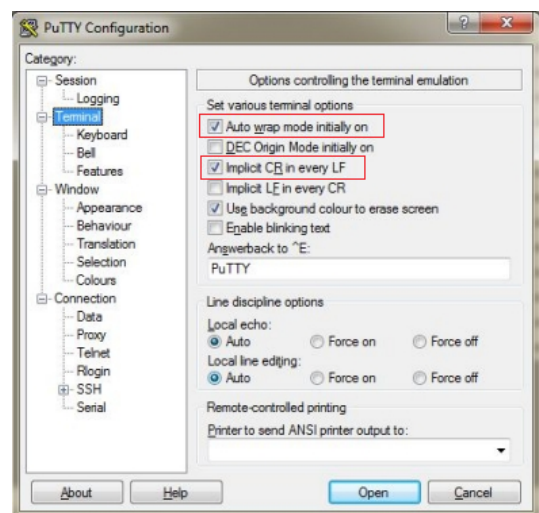 PuTTY Configuration
Category:
Session
Logging
Terminal
Keyboard
Bell
Features
Window
Appearance
Behaviour
Translation
Selection
Colours
Connection
Data
Proxy
Telnet
Rlogin
SSH
Serial
Options controlling the terminal emulation
Set various terminal options
Auto wrap mode initially on
DEC Origin Mode initially on
Implicit CR in every LF
Implicit LF in every CR
Use background colour to erase screen
Enable blinking text
Answerback to ^E:
PuTTY
Line discipline options
Local echo:
Auto Force on Force off
Local line editing:
Auto Force on Force off
Remote-controlled printing
Printer to send ANSI printer output to:
About Help Open Cancel